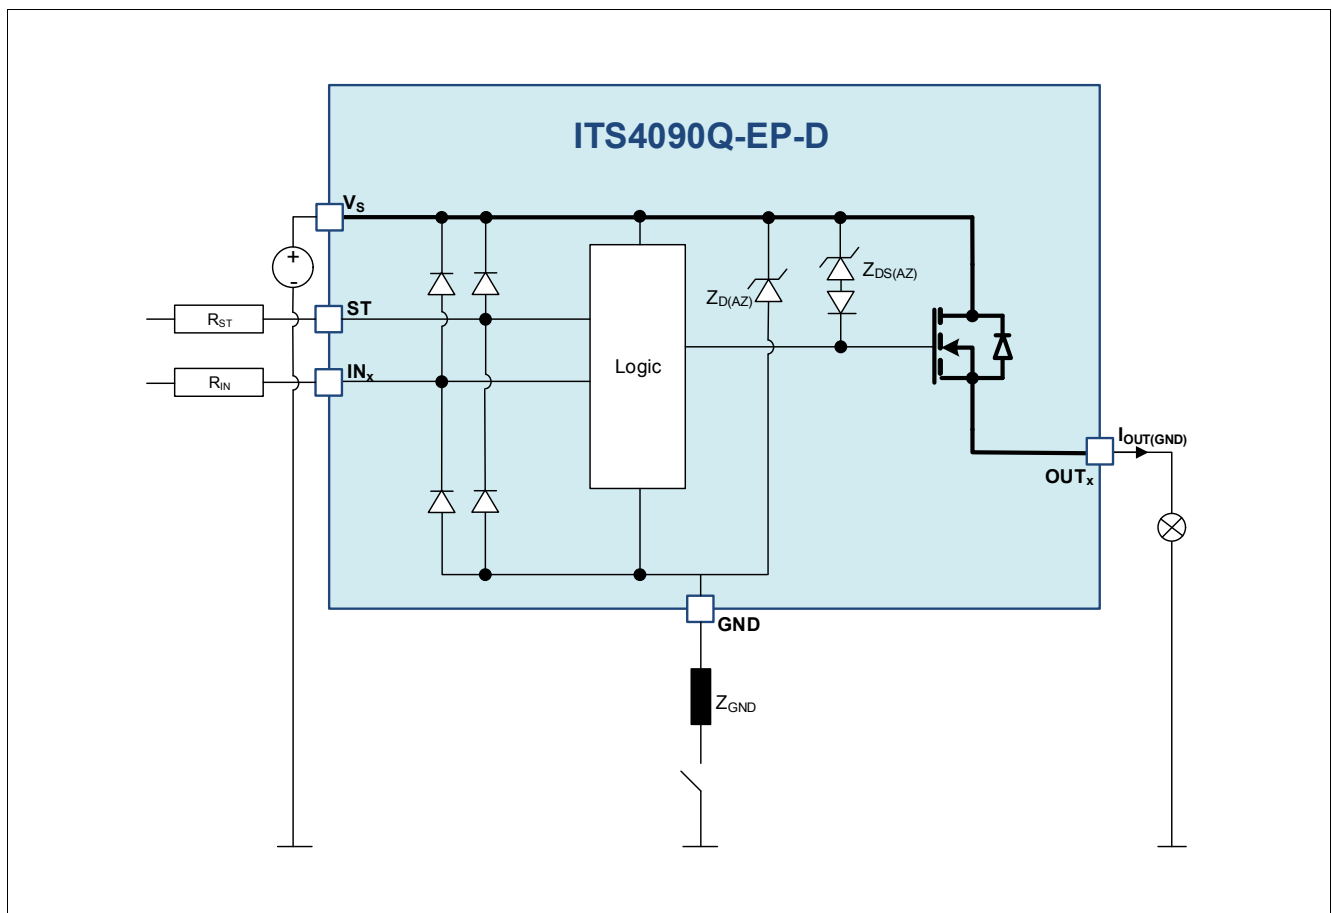 ITS4090Q-EP-D
VS
+
-
ZDS(AZ)
ZD(AZ)
ST
RST
Logic
INx
RIN
IOUT(GND)
OUTx
GND
ZGND